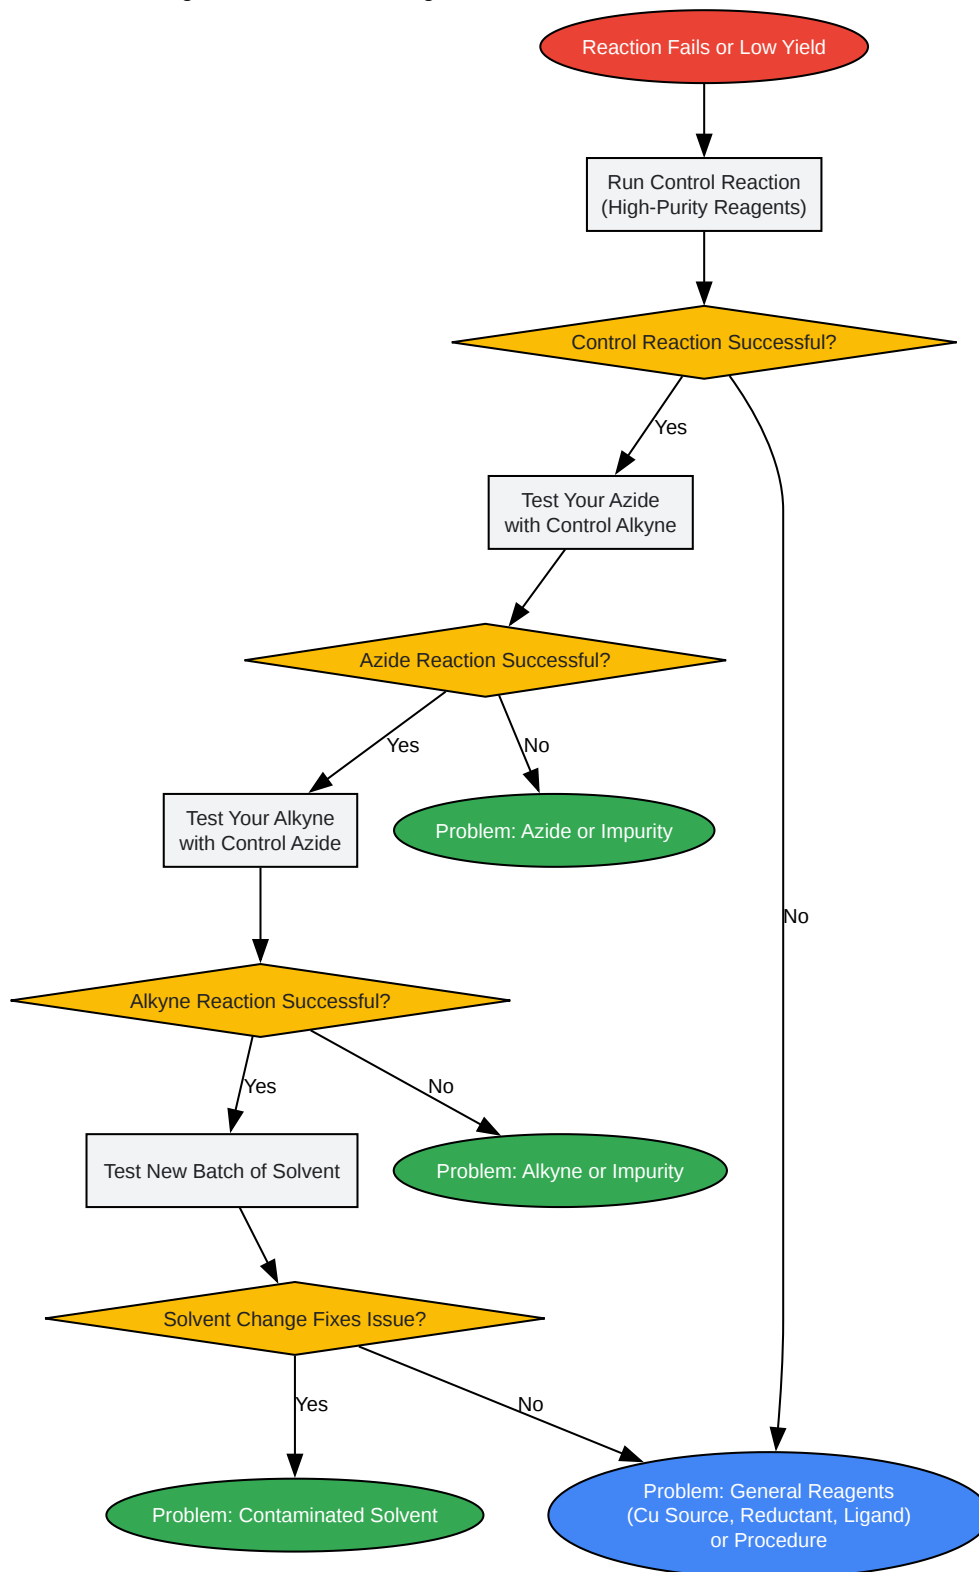 Reaction Fails or Low Yield
Run Control Reaction
(High-Purity Reagents)
Control Reaction Successful?
Yes
Test Your Azide
with Control Alkyne
Azide Reaction Successful?
Yes
No
Test Your Alkyne
with Control Azide
Problem: Azide or Impurity
No
Alkyne Reaction Successful?
Yes
No
Test New Batch of Solvent
Problem: Alkyne or Impurity
Solvent Change Fixes Issue?
Yes
No
Problem: Contaminated Solvent
Problem: General Reagents
(Cu Source, Reductant, Ligand)
or Procedure